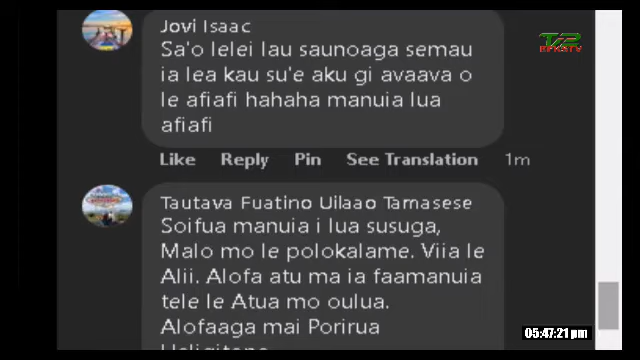 Jovi Isaac
Sa'o lelei lau saunoaga semau
ia lea kau su'e aku gi avaava o
le afiafi hahaha manuia lua
afiafi
Like Reply Pin See Translation 1m
Tautava Fuatino Uilaao Tamasese
Soifua manuia i lua susuga,
Malo mo le polokalame. Viia le
Alii. Alofa atu ma ia faamanuia
tele le Atua mo oulua.
Alofaaga mai Porirua
05:47:21 pm